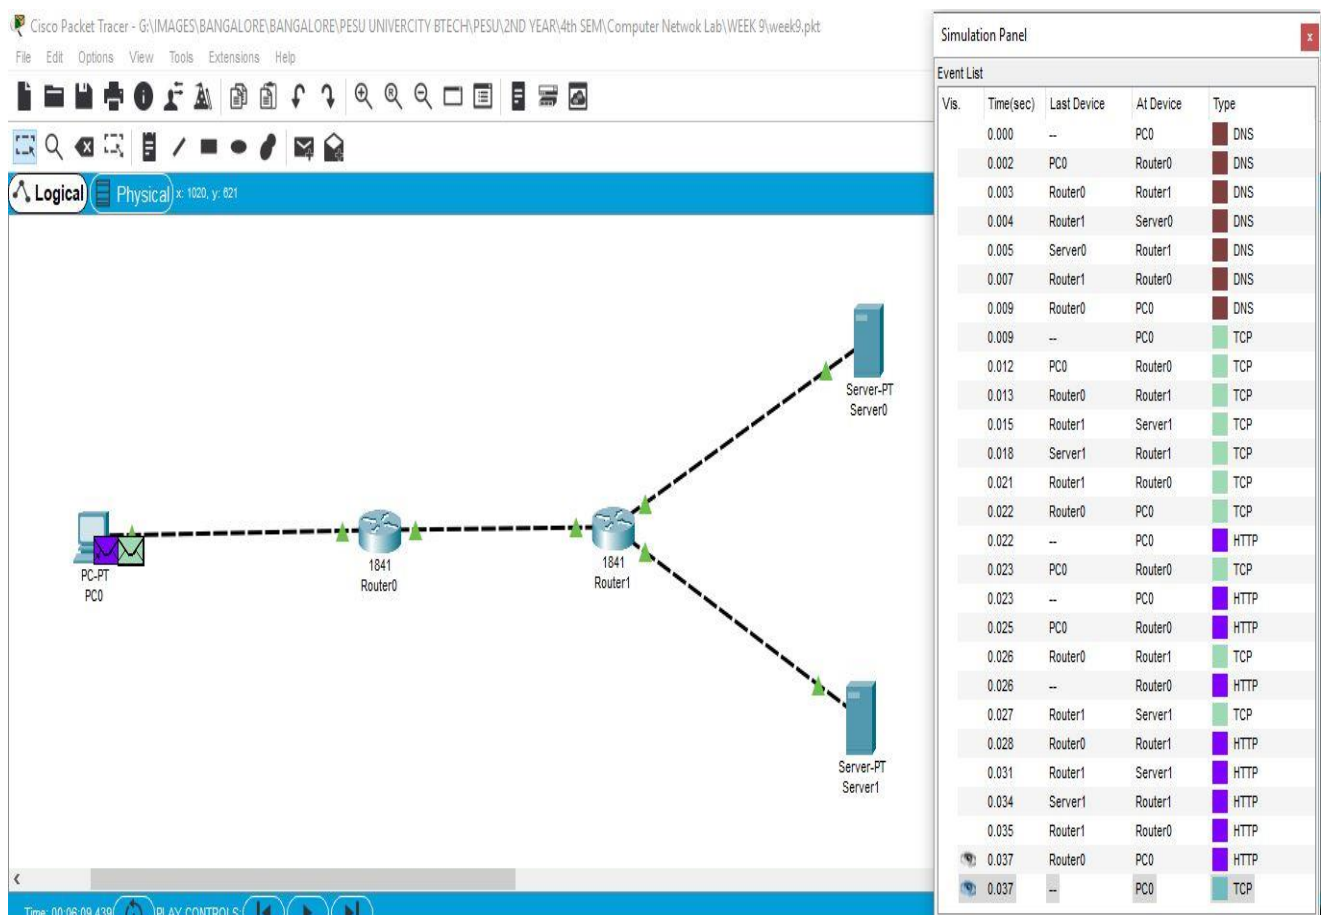 Cisco Packet Tracer - G:\IMAGES\BANGALORE\BANGALORE\PESU UNIVERCITY BTECH\PESU\2ND YEAR\4th SEM\Computer Netwok Lab\WEEK 9\week9.pkt
File Edit Options View Tools Extensions Help
Logical Physical x: 1020, y: 621
Server-PT
Server0
PC-PT
PC0
1841
Router0
1841
Router1
Server-PT
Server1
Time: 00:06:09.439 PLAY CONTROLS:
Simulation Panel
x
Event List
Vis. Time(sec) Last Device At Device Type
0.000 -- PC0 DNS
0.002 PC0 Router0 DNS
0.003 Router0 Router1 DNS
0.004 Router1 Server0 DNS
0.005 Server0 Router1 DNS
0.007 Router1 Router0 DNS
0.009 Router0 PC0 DNS
0.009 -- PC0 TCP
0.012 PC0 Router0 TCP
0.013 Router0 Router1 TCP
0.015 Router1 Server1 TCP
0.018 Server1 Router1 TCP
0.021 Router1 Router0 TCP
0.022 Router0 PC0 TCP
0.022 -- PC0 HTTP
0.023 PC0 Router0 TCP
0.023 -- PC0 HTTP
0.025 PC0 Router0 HTTP
0.026 Router0 Router1 TCP
0.026 -- Router0 HTTP
0.027 Router1 Server1 TCP
0.028 Router0 Router1 HTTP
0.031 Router1 Server1 HTTP
0.034 Server1 Router1 HTTP
0.035 Router1 Router0 HTTP
0.037 Router0 PC0 HTTP
0.037 -- PC0 TCP